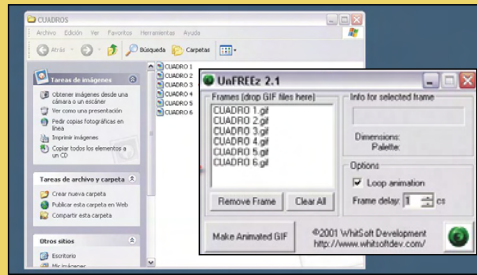 CUADROS
Archivo Edición Ver Favoritos Herramientas Ayuda
Atrás Búsqueda Carpetas
Tareas de imágenes
Obtener imágenes desde una
cámara o un escáner
Ver como una presentación
Pedir copias fotográficas en
línea
Imprimir imágenes
Copiar todos los elementos a
un CD
Tareas de archivo y carpeta
Crear nueva carpeta
Publicar esta carpeta en Web
Compartir esta carpeta
Otros sitios
Escritorio
Mis imágenes
CUADRO 1
CUADRO 2
CUADRO 3
CUADRO 4
CUADRO 5
CUADRO 6
UnFREEz 2.1
Frames (drop GIF files here)
CUADRO 1.gif
CUADRO 2.gif
CUADRO 3.gif
CUADRO 4.gif
CUADRO 5.gif
CUADRO 6.gif
Remove Frame Clear All
Info for selected frame
Dimensions:
Palette:
Options
Loop animation
Frame delay: 1 cs
Make Animated GIF
©2001 WhitSoft Development
http://www.whitsoftdev.com/